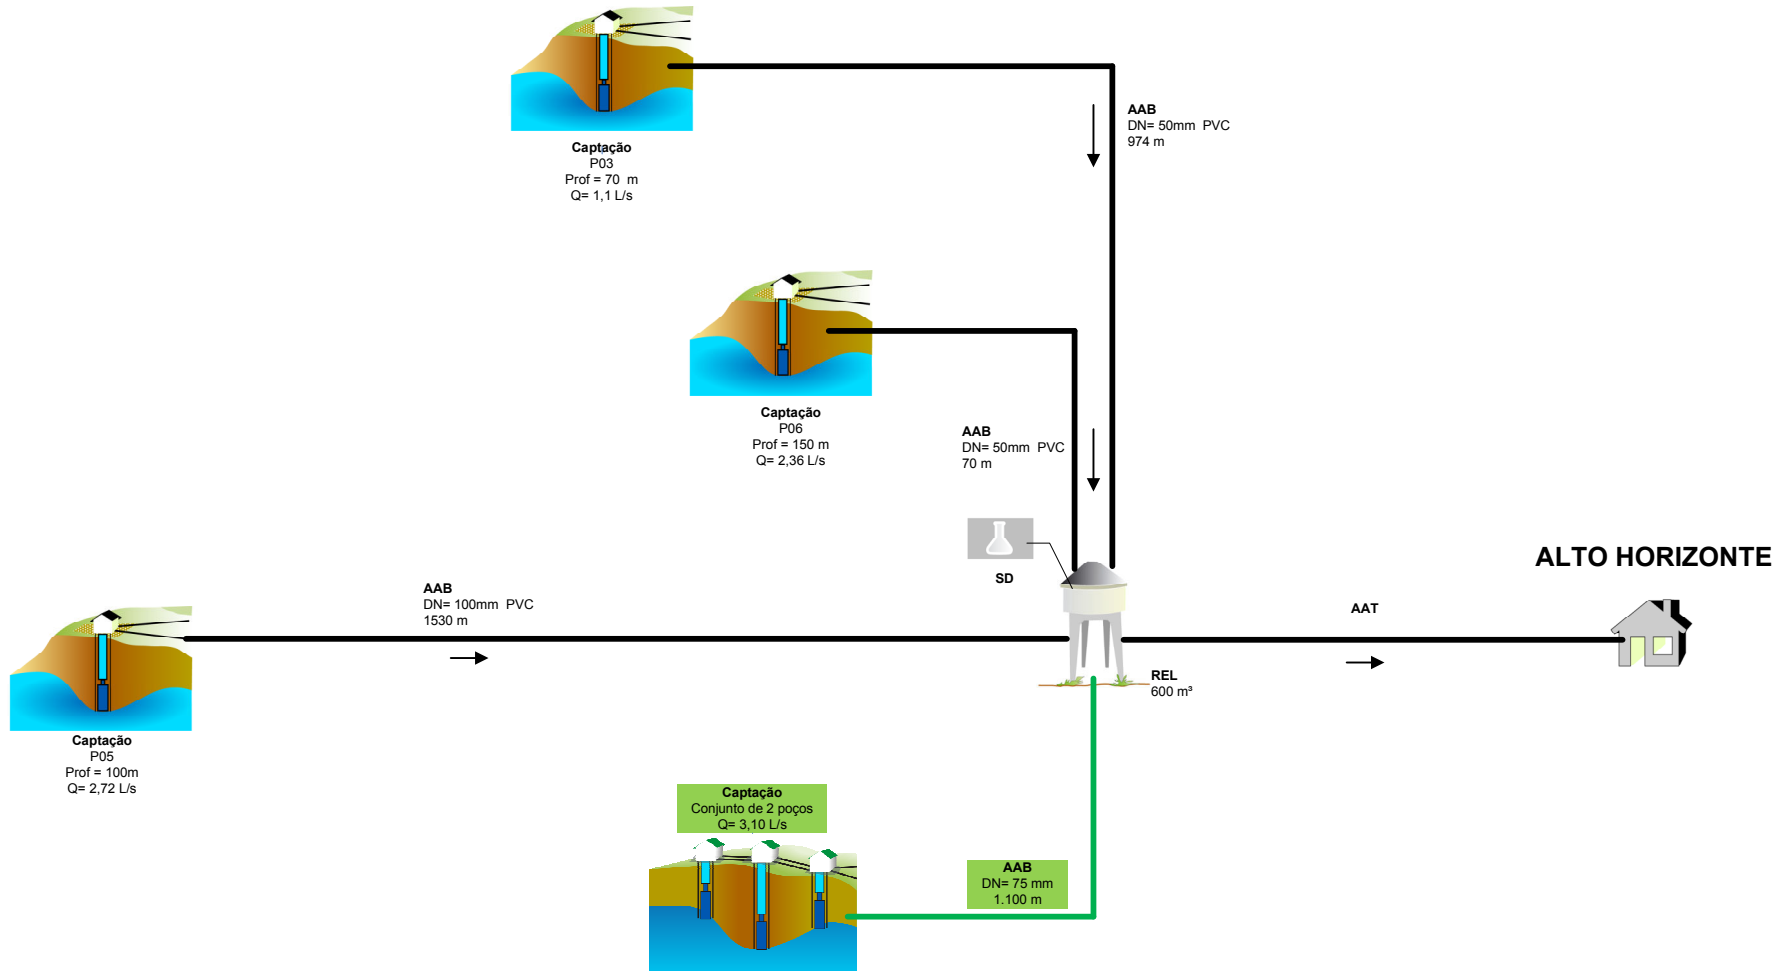 Captação
P03
Prof = 70 m
Q= 1,1 L/s
AAB
DN= 50mm PVC
974 m
Captação
P06
Prof = 150 m
Q= 2,36 L/s
AAB
DN= 50mm PVC
70 m
SD
ALTO HORIZONTE
AAB
DN= 100mm PVC
1530 m
AAT
REL
600 m³
Captação
P05
Prof = 100m
Q= 2,72 L/s
Captação
Conjunto de 2 poços
Q= 3,10 L/s
AAB
DN= 75 mm
1.100 m